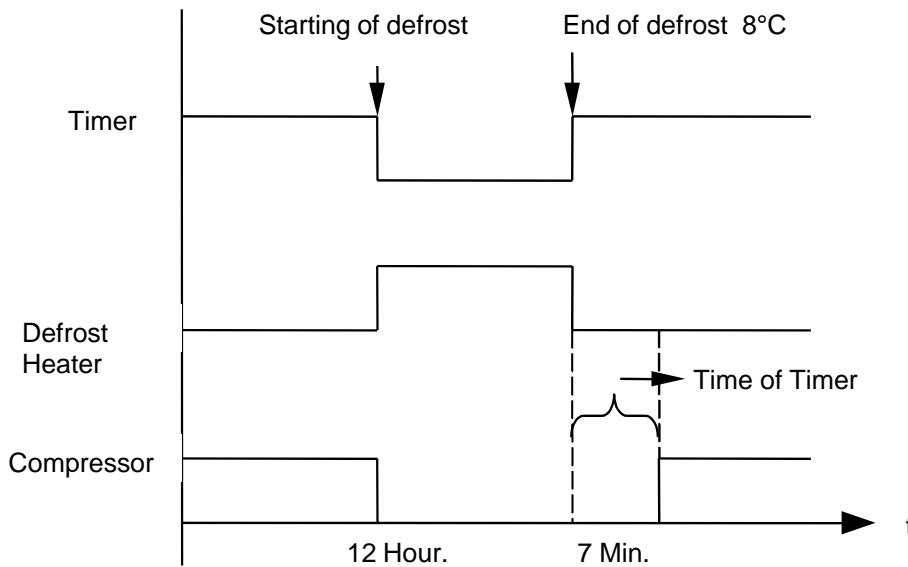 Starting of defrost
End of defrost 8°C
Timer
Defrost
Heater
Time of Timer
Compressor
t
12 Hour.
7 Min.